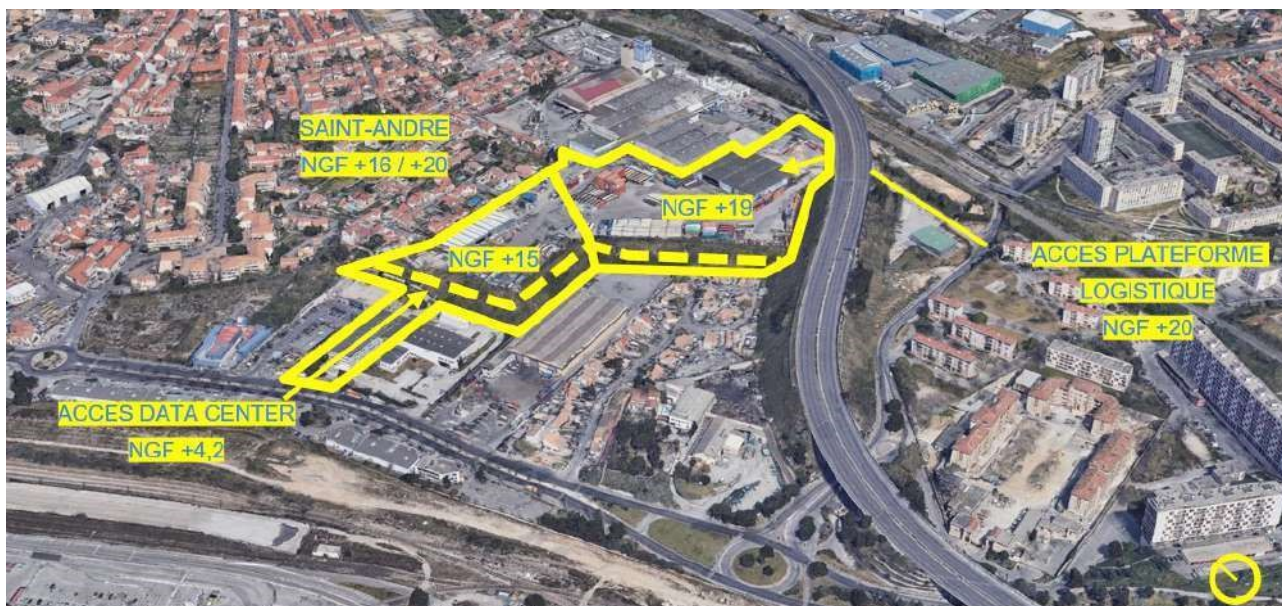 SAINT-ANDRE
NGF +16 / +20
NGF +19
NGF +15
ACCES PLATEFORME
LOGISTIQUE
NGF +20
ACCES DATA CENTER
NGF +4,2